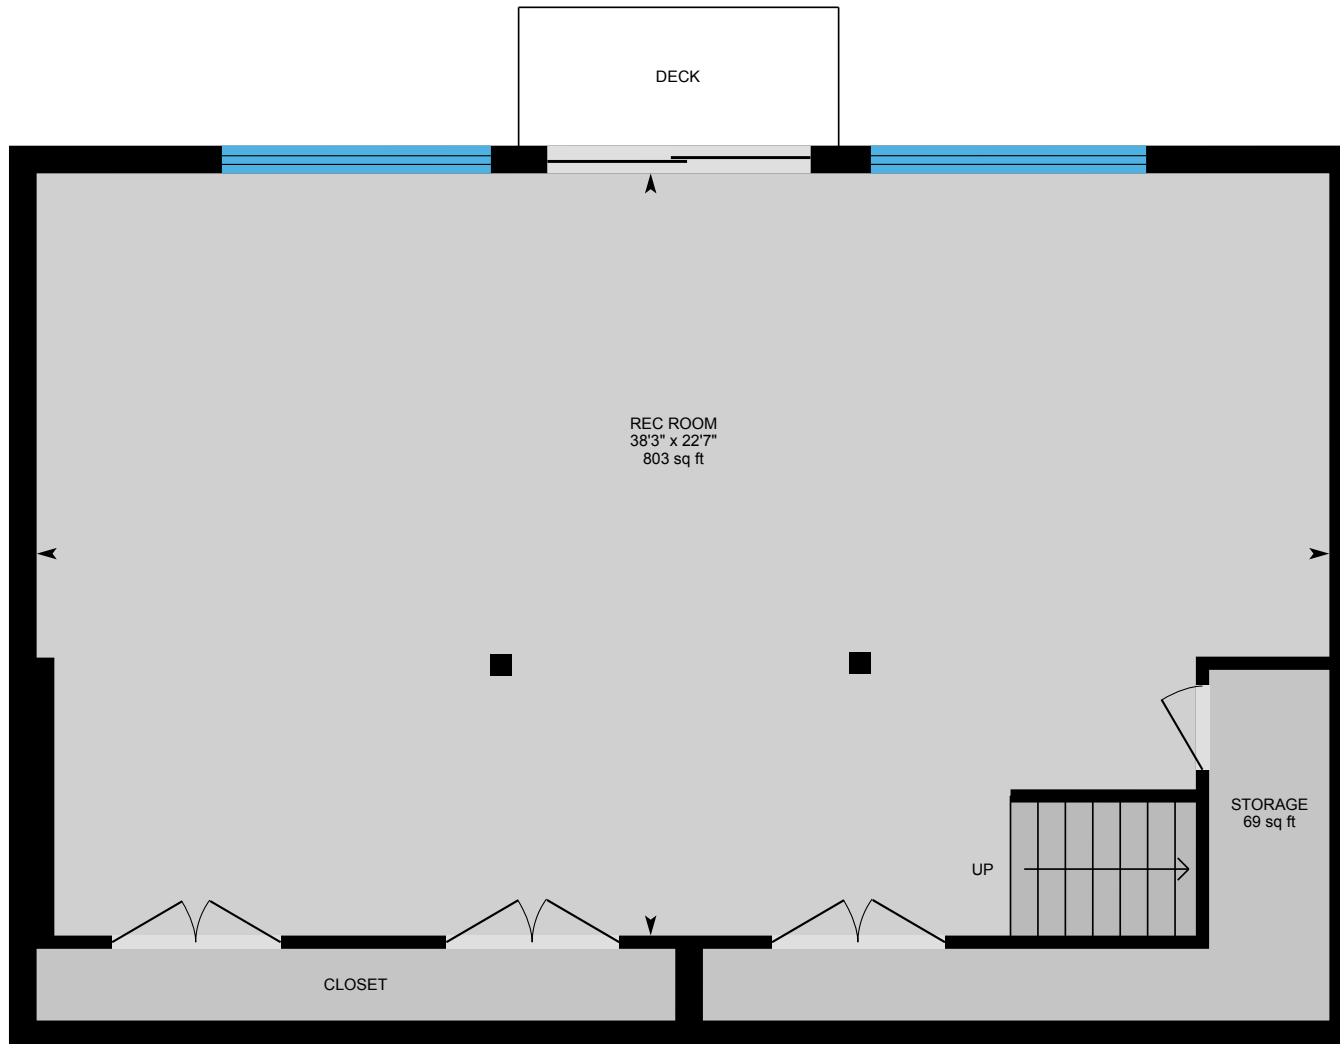 DECK
REC ROOM
38'3" x 22'7"
803 sq ft
STORAGE
69 sq ft
UP
CLOSET